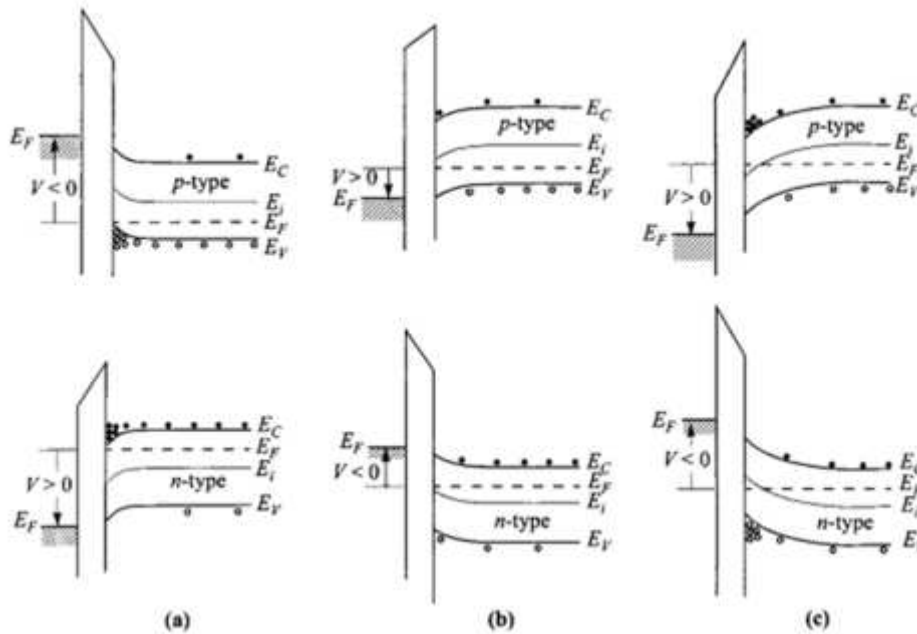 E_F
V < 0
p-type
E_C
E_i
E_F
E_V
V > 0
E_F
p-type
E_C
E_i
E_F
E_V
V > 0
E_F
p-type
E_C
E_i
E_F
E_V
V > 0
E_F
n-type
E_C
E_F
E_i
E_V
E_F
V < 0
n-type
E_C
E_F
E_i
E_V
E_F
V < 0
n-type
(a) (b) (c)